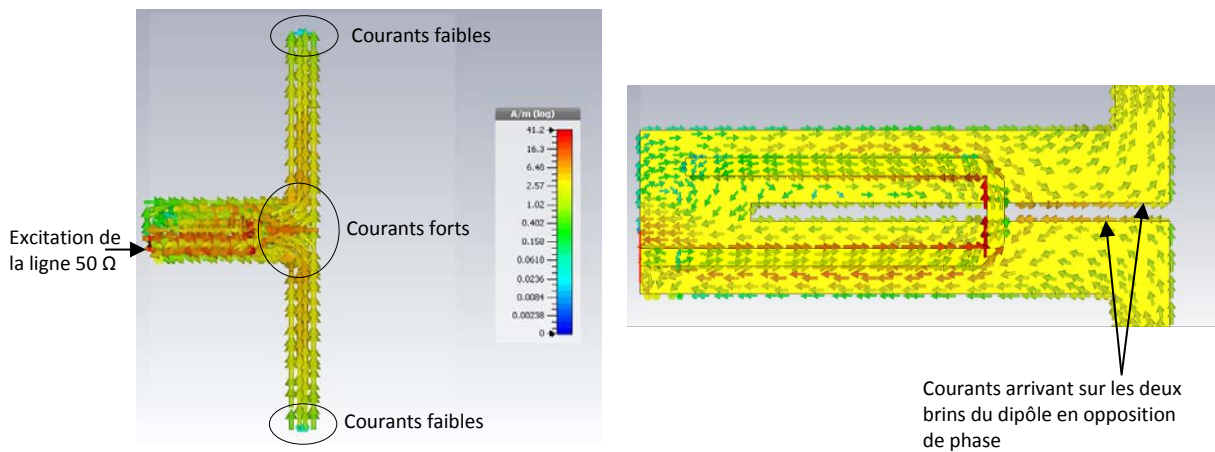 Courants faibles
A/m (log)
41.2
16.3
6.40
2.57
1.02
0.402
0.150
0.0610
0.0236
0.0084
0.00238
0
Excitation de
la ligne 50 Ω
Courants forts
Courants faibles
Courants arrivant sur les deux
brins du dipôle en opposition
de phase